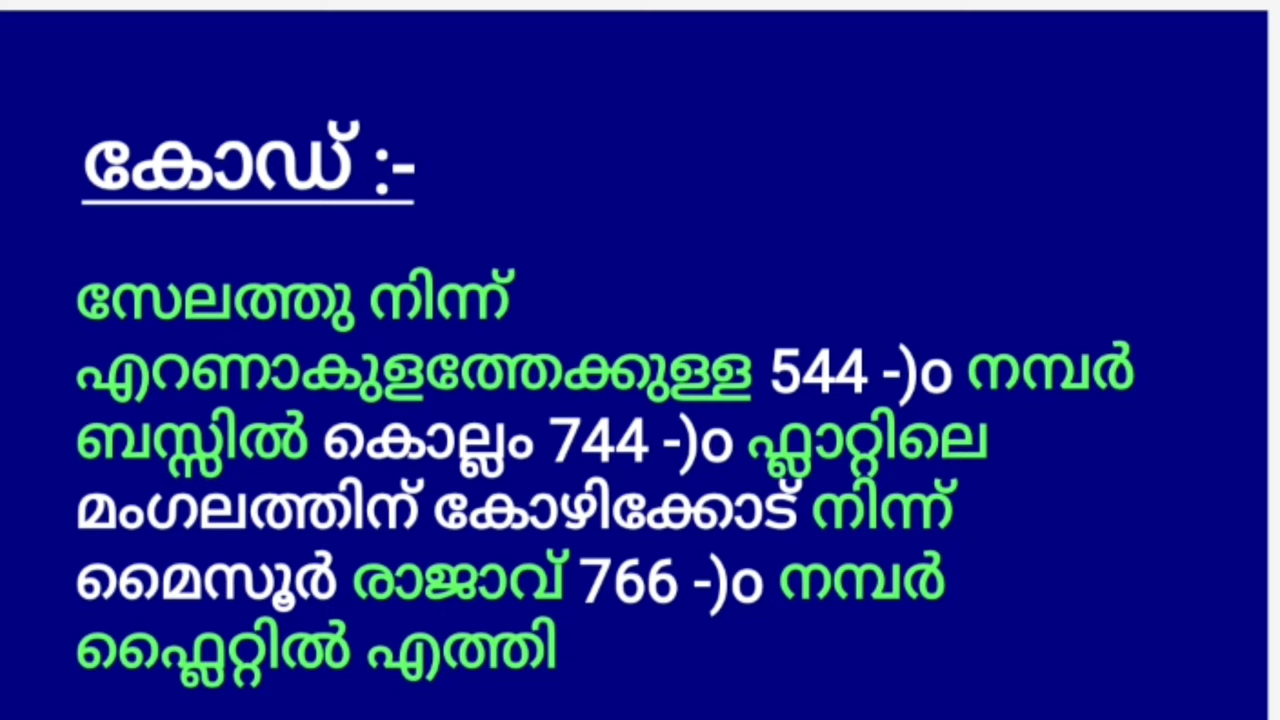 കോഡ് :-
സേലത്തു നിന്ന്
എറണാകുളത്തേക്കുള്ള 544 -)o നമ്പർ
ബസ്സിൽ കൊല്ലം 744 -)o ഫ്ലാറ്റിലെ
മംഗലത്തിന് കോഴിക്കോട് നിന്ന്
മൈസൂർ രാജാവ് 766 -)o നമ്പർ
ഫ്ലൈറ്റിൽ എത്തി